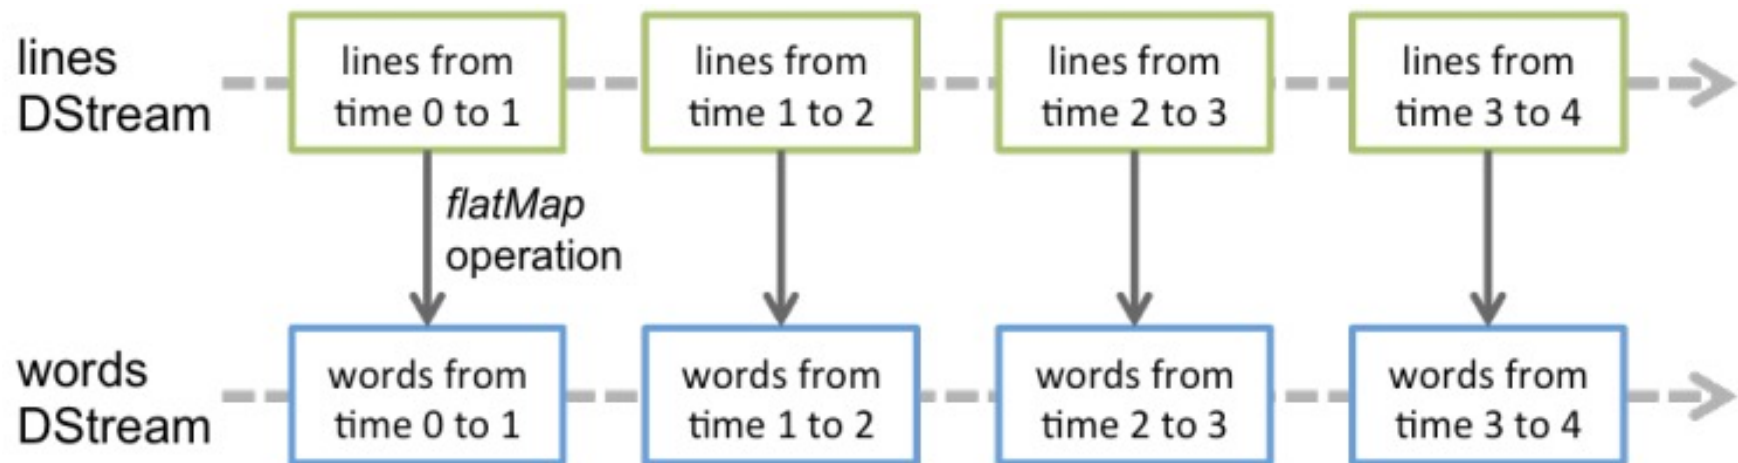 lines
DStream
lines from
time 0 to 1
lines from
time 1 to 2
lines from
time 2 to 3
lines from
time 3 to 4
flatMap
operation
words
DStream
words from
time 0 to 1
words from
time 1 to 2
words from
time 2 to 3
words from
time 3 to 4